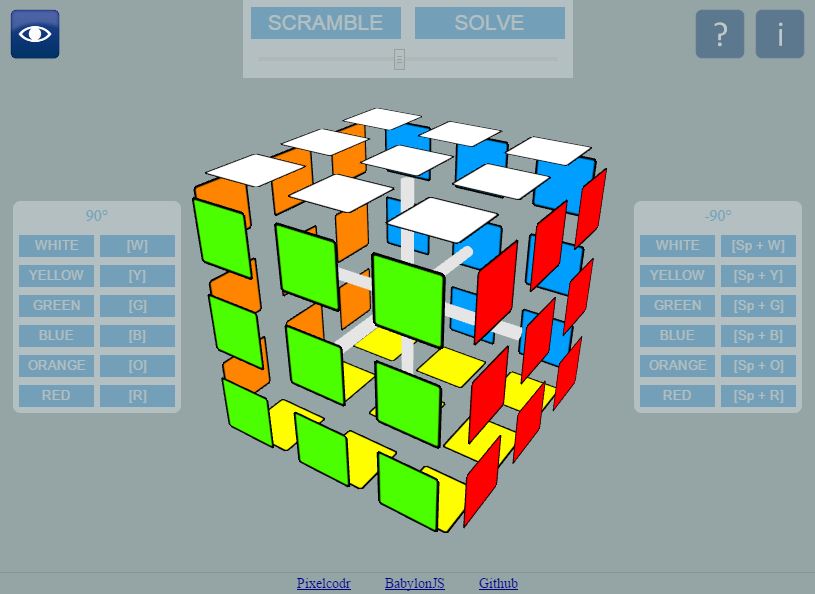 SCRAMBLE SOLVE
? i
90°
WHITE [W]
YELLOW [Y]
GREEN [G]
BLUE [B]
ORANGE [O]
RED [R]
-90°
WHITE [Sp + W]
YELLOW [Sp + Y]
GREEN [Sp + G]
BLUE [Sp + B]
ORANGE [Sp + O]
RED [Sp + R]
Pixelcodr BabylonJS Github